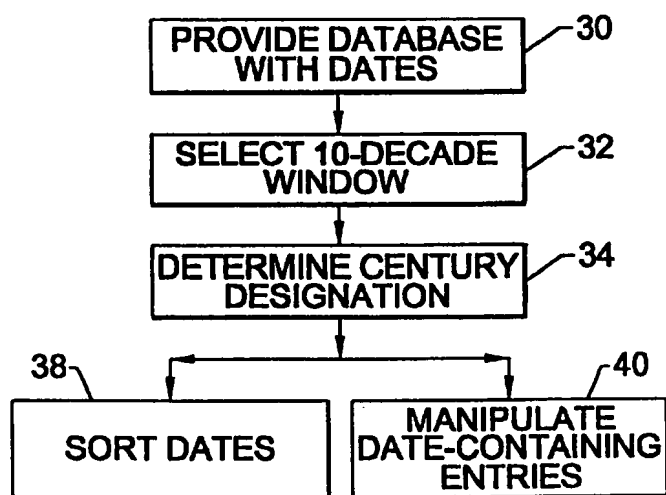 PROVIDE DATABASE
WITH DATES
30
SELECT 10-DECADE
WINDOW
32
DETERMINE CENTURY
DESIGNATION
34
38
SORT DATES
40
MANIPULATE
DATE-CONTAINING
ENTRIES